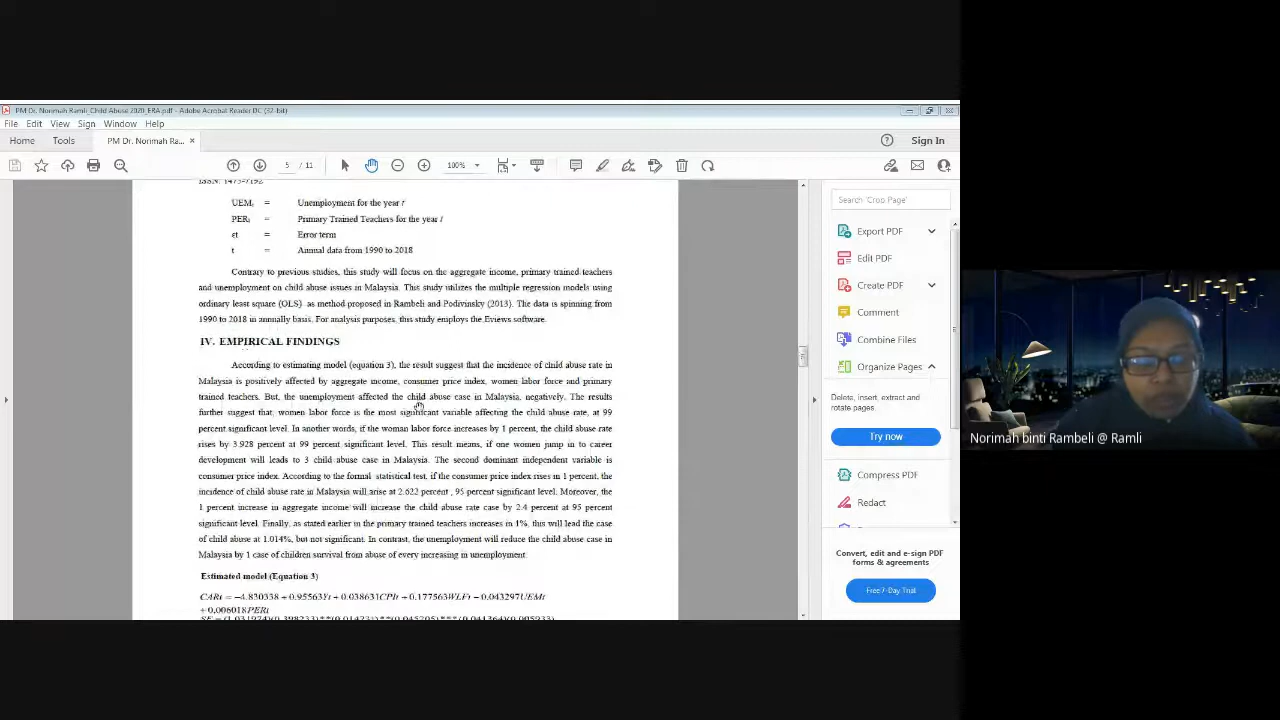 PM Dr. Norimah Ramli_Child Abuse 2020_ERA.pdf - Adobe Acrobat Reader DC (32-bit)
File Edit View Sign Window Help
Home Tools PM Dr. Norimah Ra... × Sign In
5 / 11 100%
ISSN: 1475-7192
UEMt = Unemployment for the year t
PERt = Primary Trained Teachers for the year t
εt = Error term
t = Annual data from 1990 to 2018
Contrary to previous studies, this study will focus on the aggregate income, primary trained teachers
and unemployment on child abuse issues in Malaysia. This study utilizes the multiple regression models using
ordinary least square (OLS) as method proposed in Rambeli and Podivinsky (2013). The data is spinning from
1990 to 2018 in annually basis. For analysis purposes, this study employs the Eviews software.
IV. EMPIRICAL FINDINGS
According to estimating model (equation 3), the result suggest that the incidence of child abuse rate in
Malaysia is positively affected by aggregate income, consumer price index, women labor force and primary
trained teachers. But, the unemployment affected the child abuse case in Malaysia, negatively. The results
further suggest that, women labor force is the most significant variable affecting the child abuse rate, at 99
percent significant level. In another words, if the woman labor force increases by 1 percent, the child abuse rate
rises by 3.928 percent at 99 percent significant level. This result means, if one women jump in to career
development will leads to 3 child abuse case in Malaysia. The second dominant independent variable is
consumer price index. According to the formal statistical test, if the consumer price index rises in 1 percent, the
incidence of child abuse rate in Malaysia will arise at 2.622 percent , 95 percent significant level. Moreover, the
1 percent increase in aggregate income will increase the child abuse rate case by 2.4 percent at 95 percent
significant level. Finally, as stated earlier in the primary trained teachers increases in 1%, this will lead the case
of child abuse at 1.014%, but not significant. In contrast, the unemployment will reduce the child abuse case in
Malaysia by 1 case of children survival from abuse of every increasing in unemployment.
Estimated model (Equation 3)
CARt = −4.830338 + 0.95563Yt + 0.038631CPIt + 0.177563WLFt − 0.043297UEMt
+ 0.006018PERt
Search 'Crop Page'
Export PDF
Edit PDF
Create PDF
Comment
Combine Files
Organize Pages
Delete, insert, extract and
rotate pages.
Try now
Compress PDF
Redact
Convert, edit and e-sign PDF
forms & agreements
Free 7-Day Trial
Norimah binti Rambeli @ Ramli